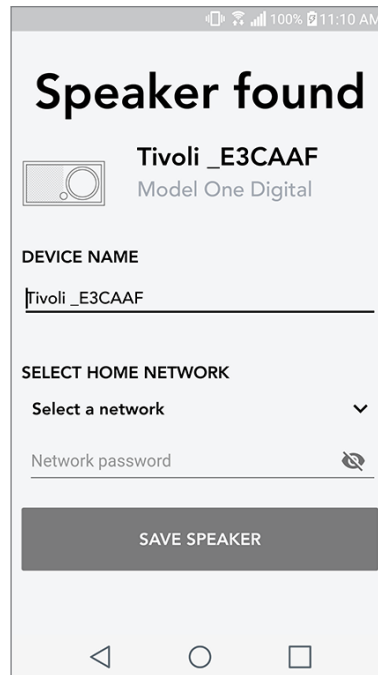 100% 11:10 AM
Speaker found
Tivoli _E3CAAF
Model One Digital
DEVICE NAME
Tivoli _E3CAAF
SELECT HOME NETWORK
Select a network
Network password
SAVE SPEAKER